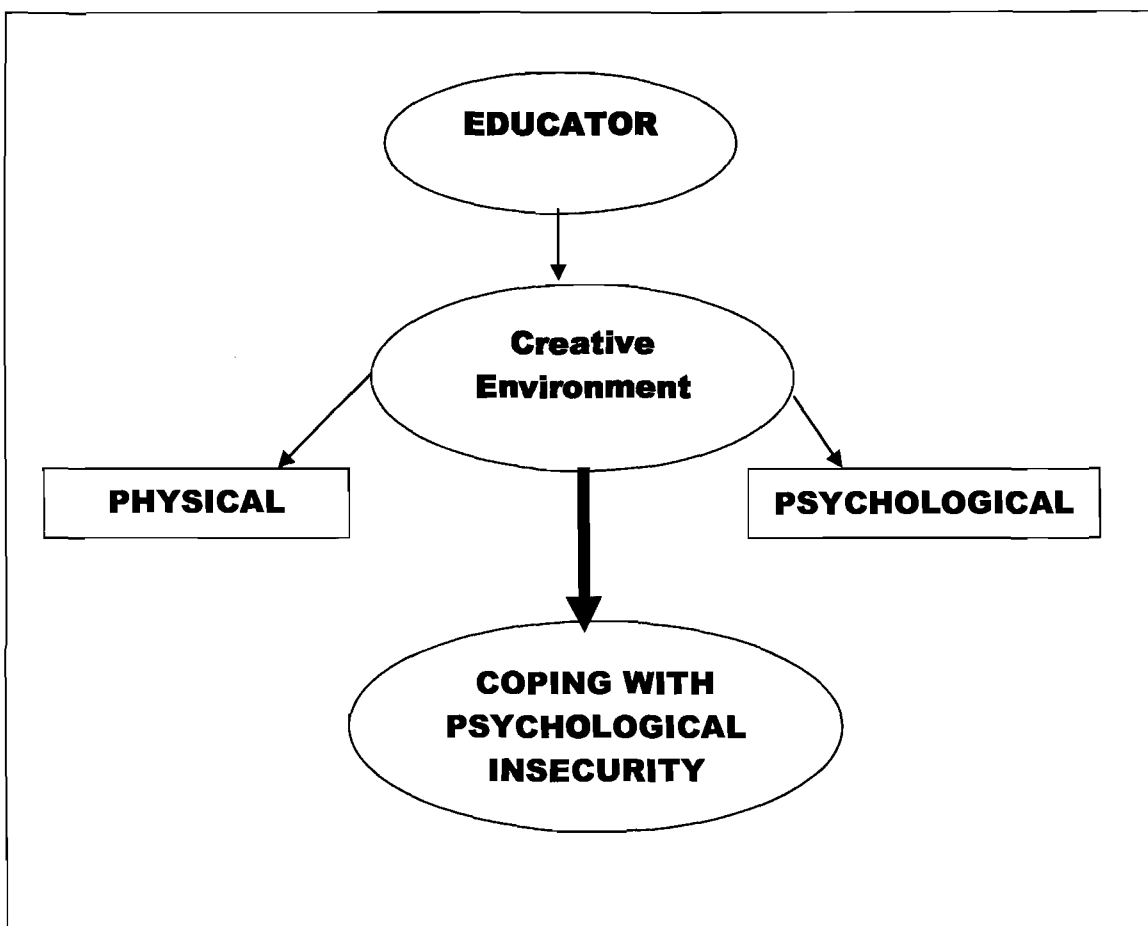 EDUCATOR
Creative
Environment
PHYSICAL
PSYCHOLOGICAL
COPING WITH
PSYCHOLOGICAL
INSECURITY